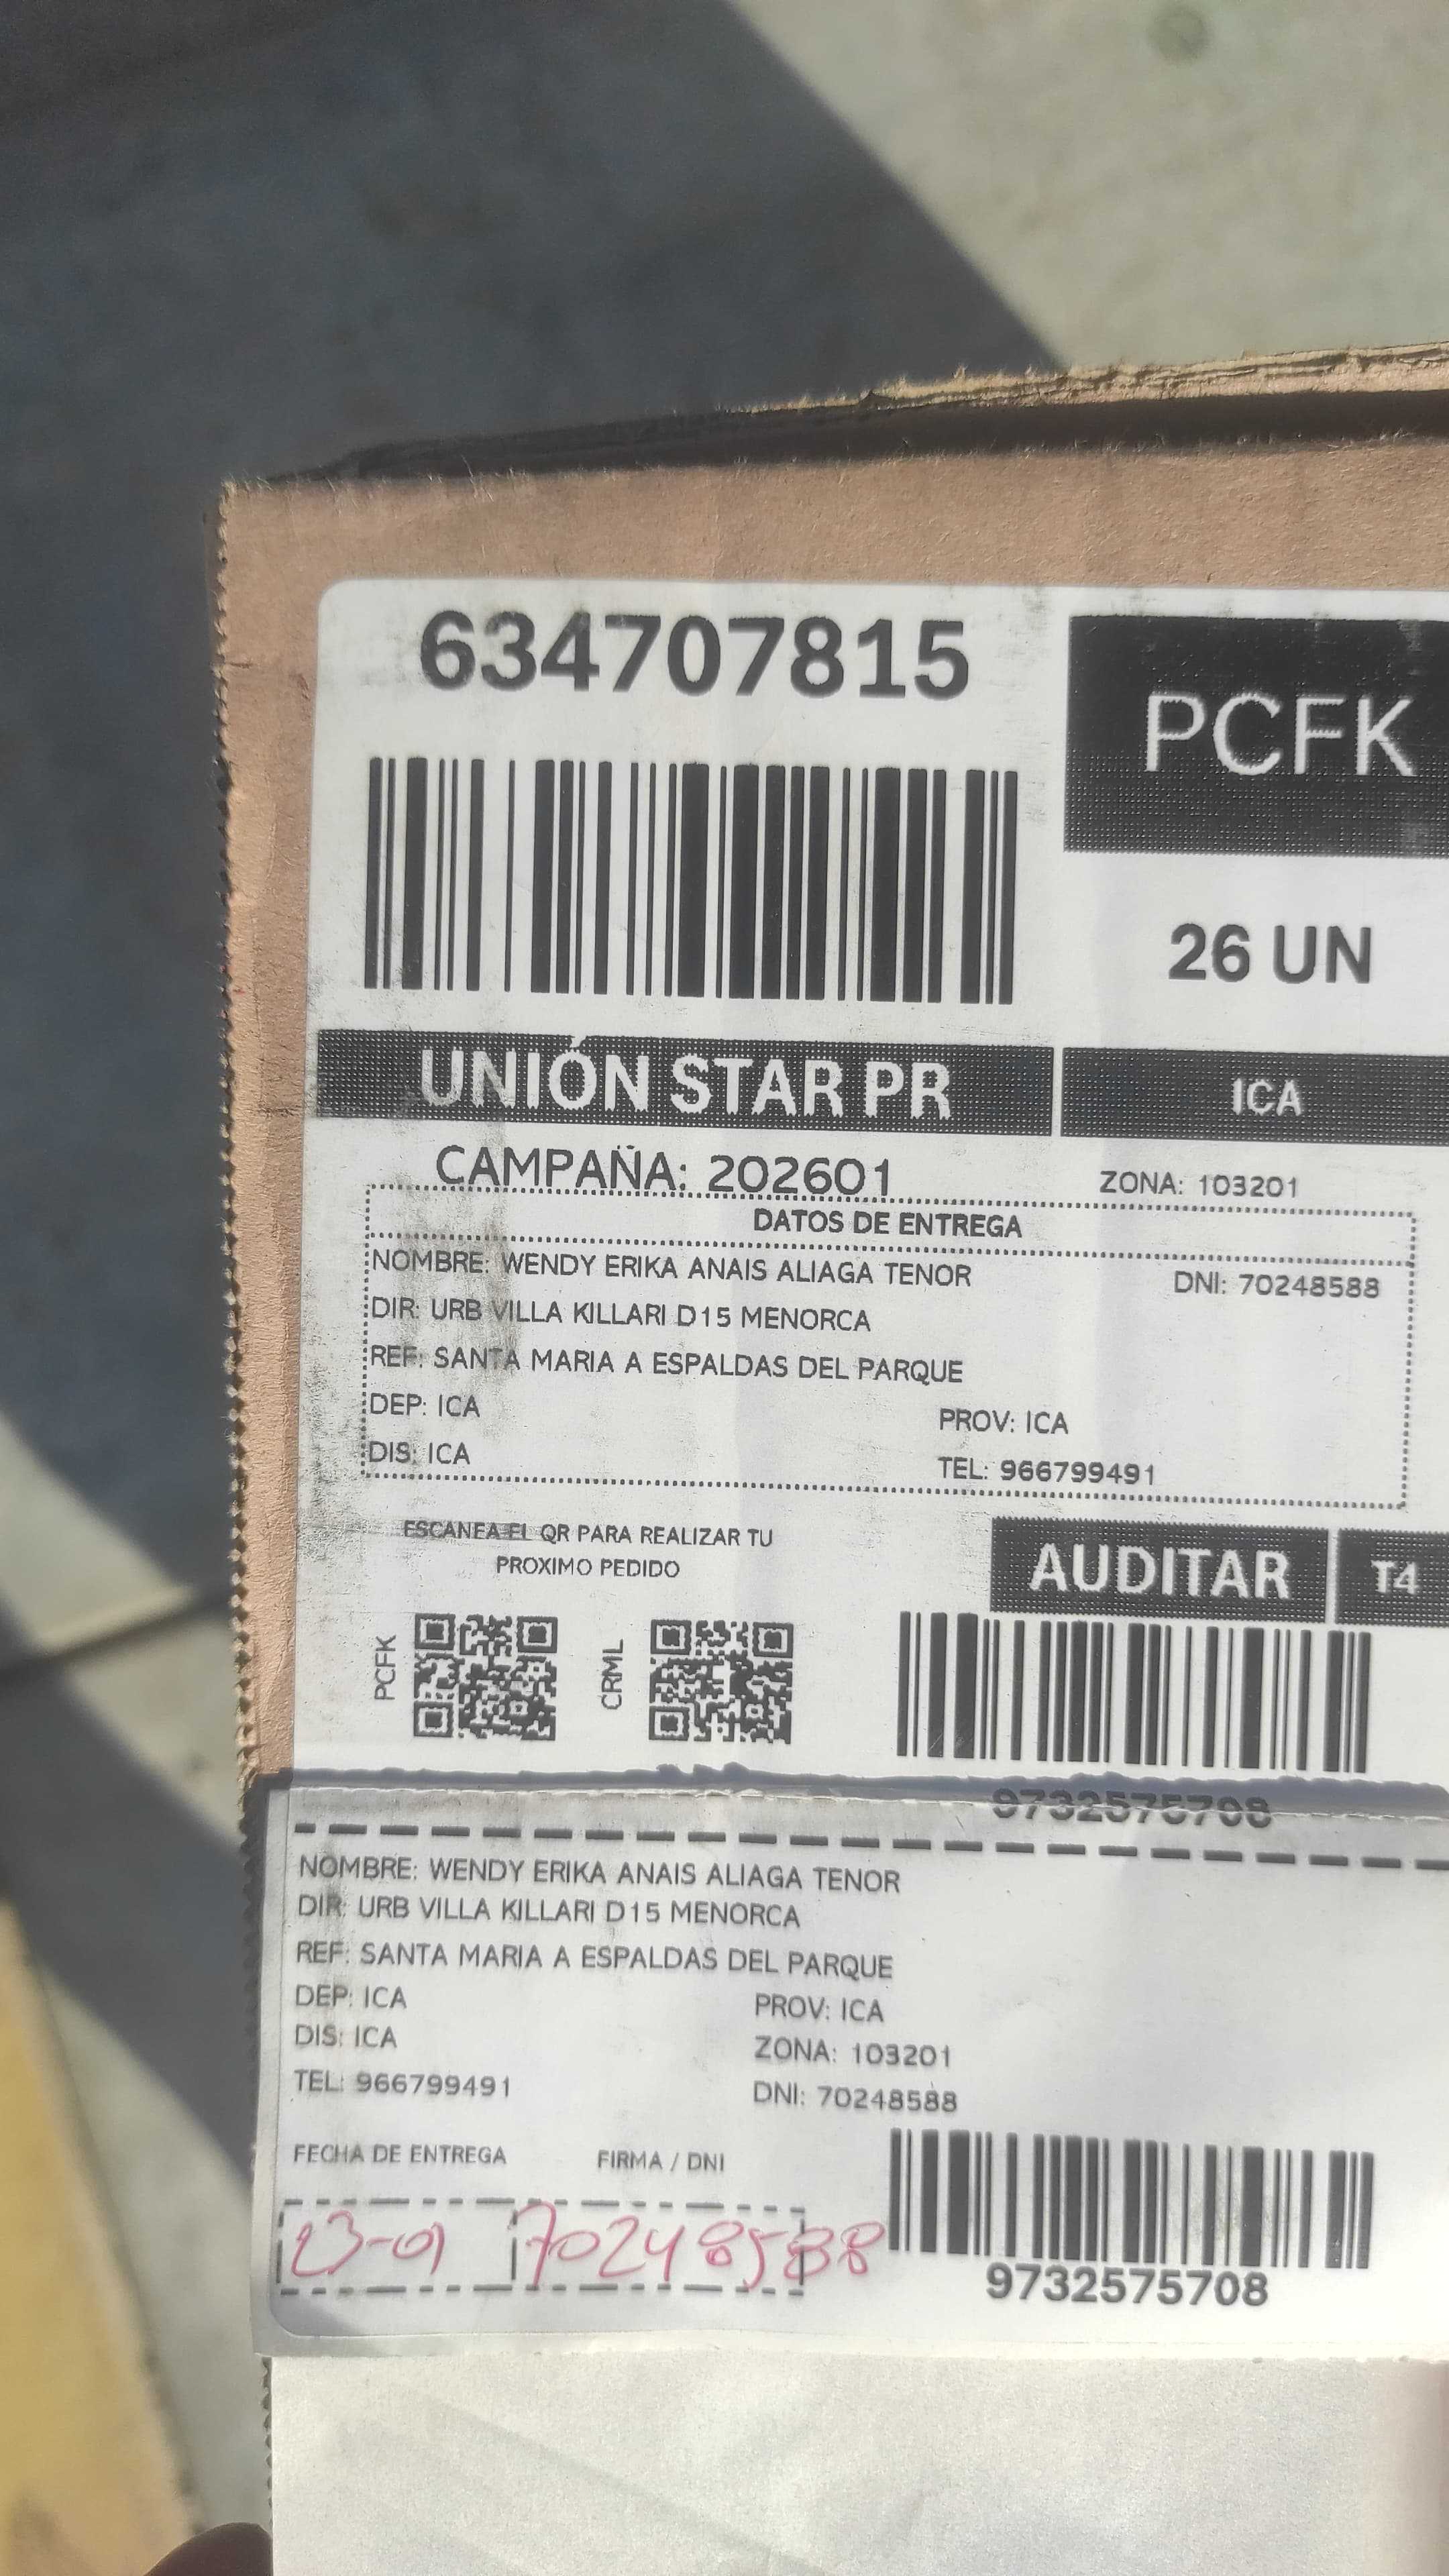 634707815
PCFK
26 UN
UNIÓN STAR PR
ICA
CAMPAÑA: 202601
ZONA: 103201
DATOS DE ENTREGA
NOMBRE: WENDY ERIKA ANAIS ALIAGA TENOR
DNI: 70248588
DIR: URB VILLA KILLARI D15 MENORCA
REF: SANTA MARIA A ESPALDAS DEL PARQUE
DEP: ICA
PROV: ICA
DIS: ICA
TEL: 966799491
ESCANEA EL QR PARA REALIZAR TU
PROXIMO PEDIDO
AUDITAR
T4
PCFK
CRML
9732575708
NOMBRE: WENDY ERIKA ANAIS ALIAGA TENOR
DIR: URB VILLA KILLARI D15 MENORCA
REF: SANTA MARIA A ESPALDAS DEL PARQUE
DEP: ICA
PROV: ICA
DIS: ICA
ZONA: 103201
TEL: 966799491
DNI: 70248588
FECHA DE ENTREGA
FIRMA / DNI
23-01
70248588
9732575708